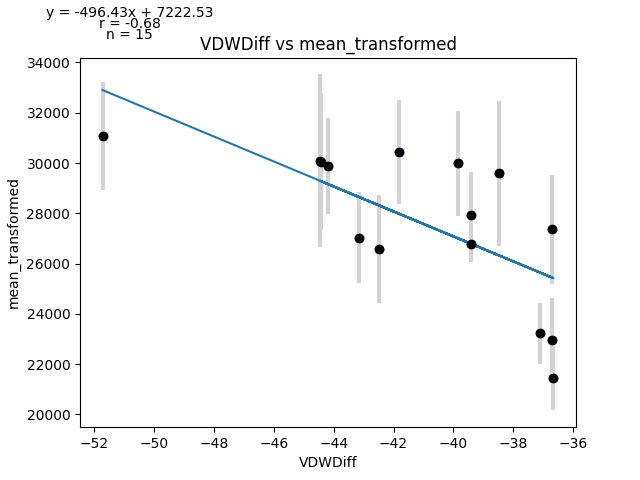 y = -496.43x + 7222.53
r = -0.68
n = 15
VDWDiff vs mean_transformed
34000
32000
30000
28000
26000
24000
22000
20000
mean_transformed
−52
−50
−48
−46
−44
−42
−40
−38
−36
VDWDiff